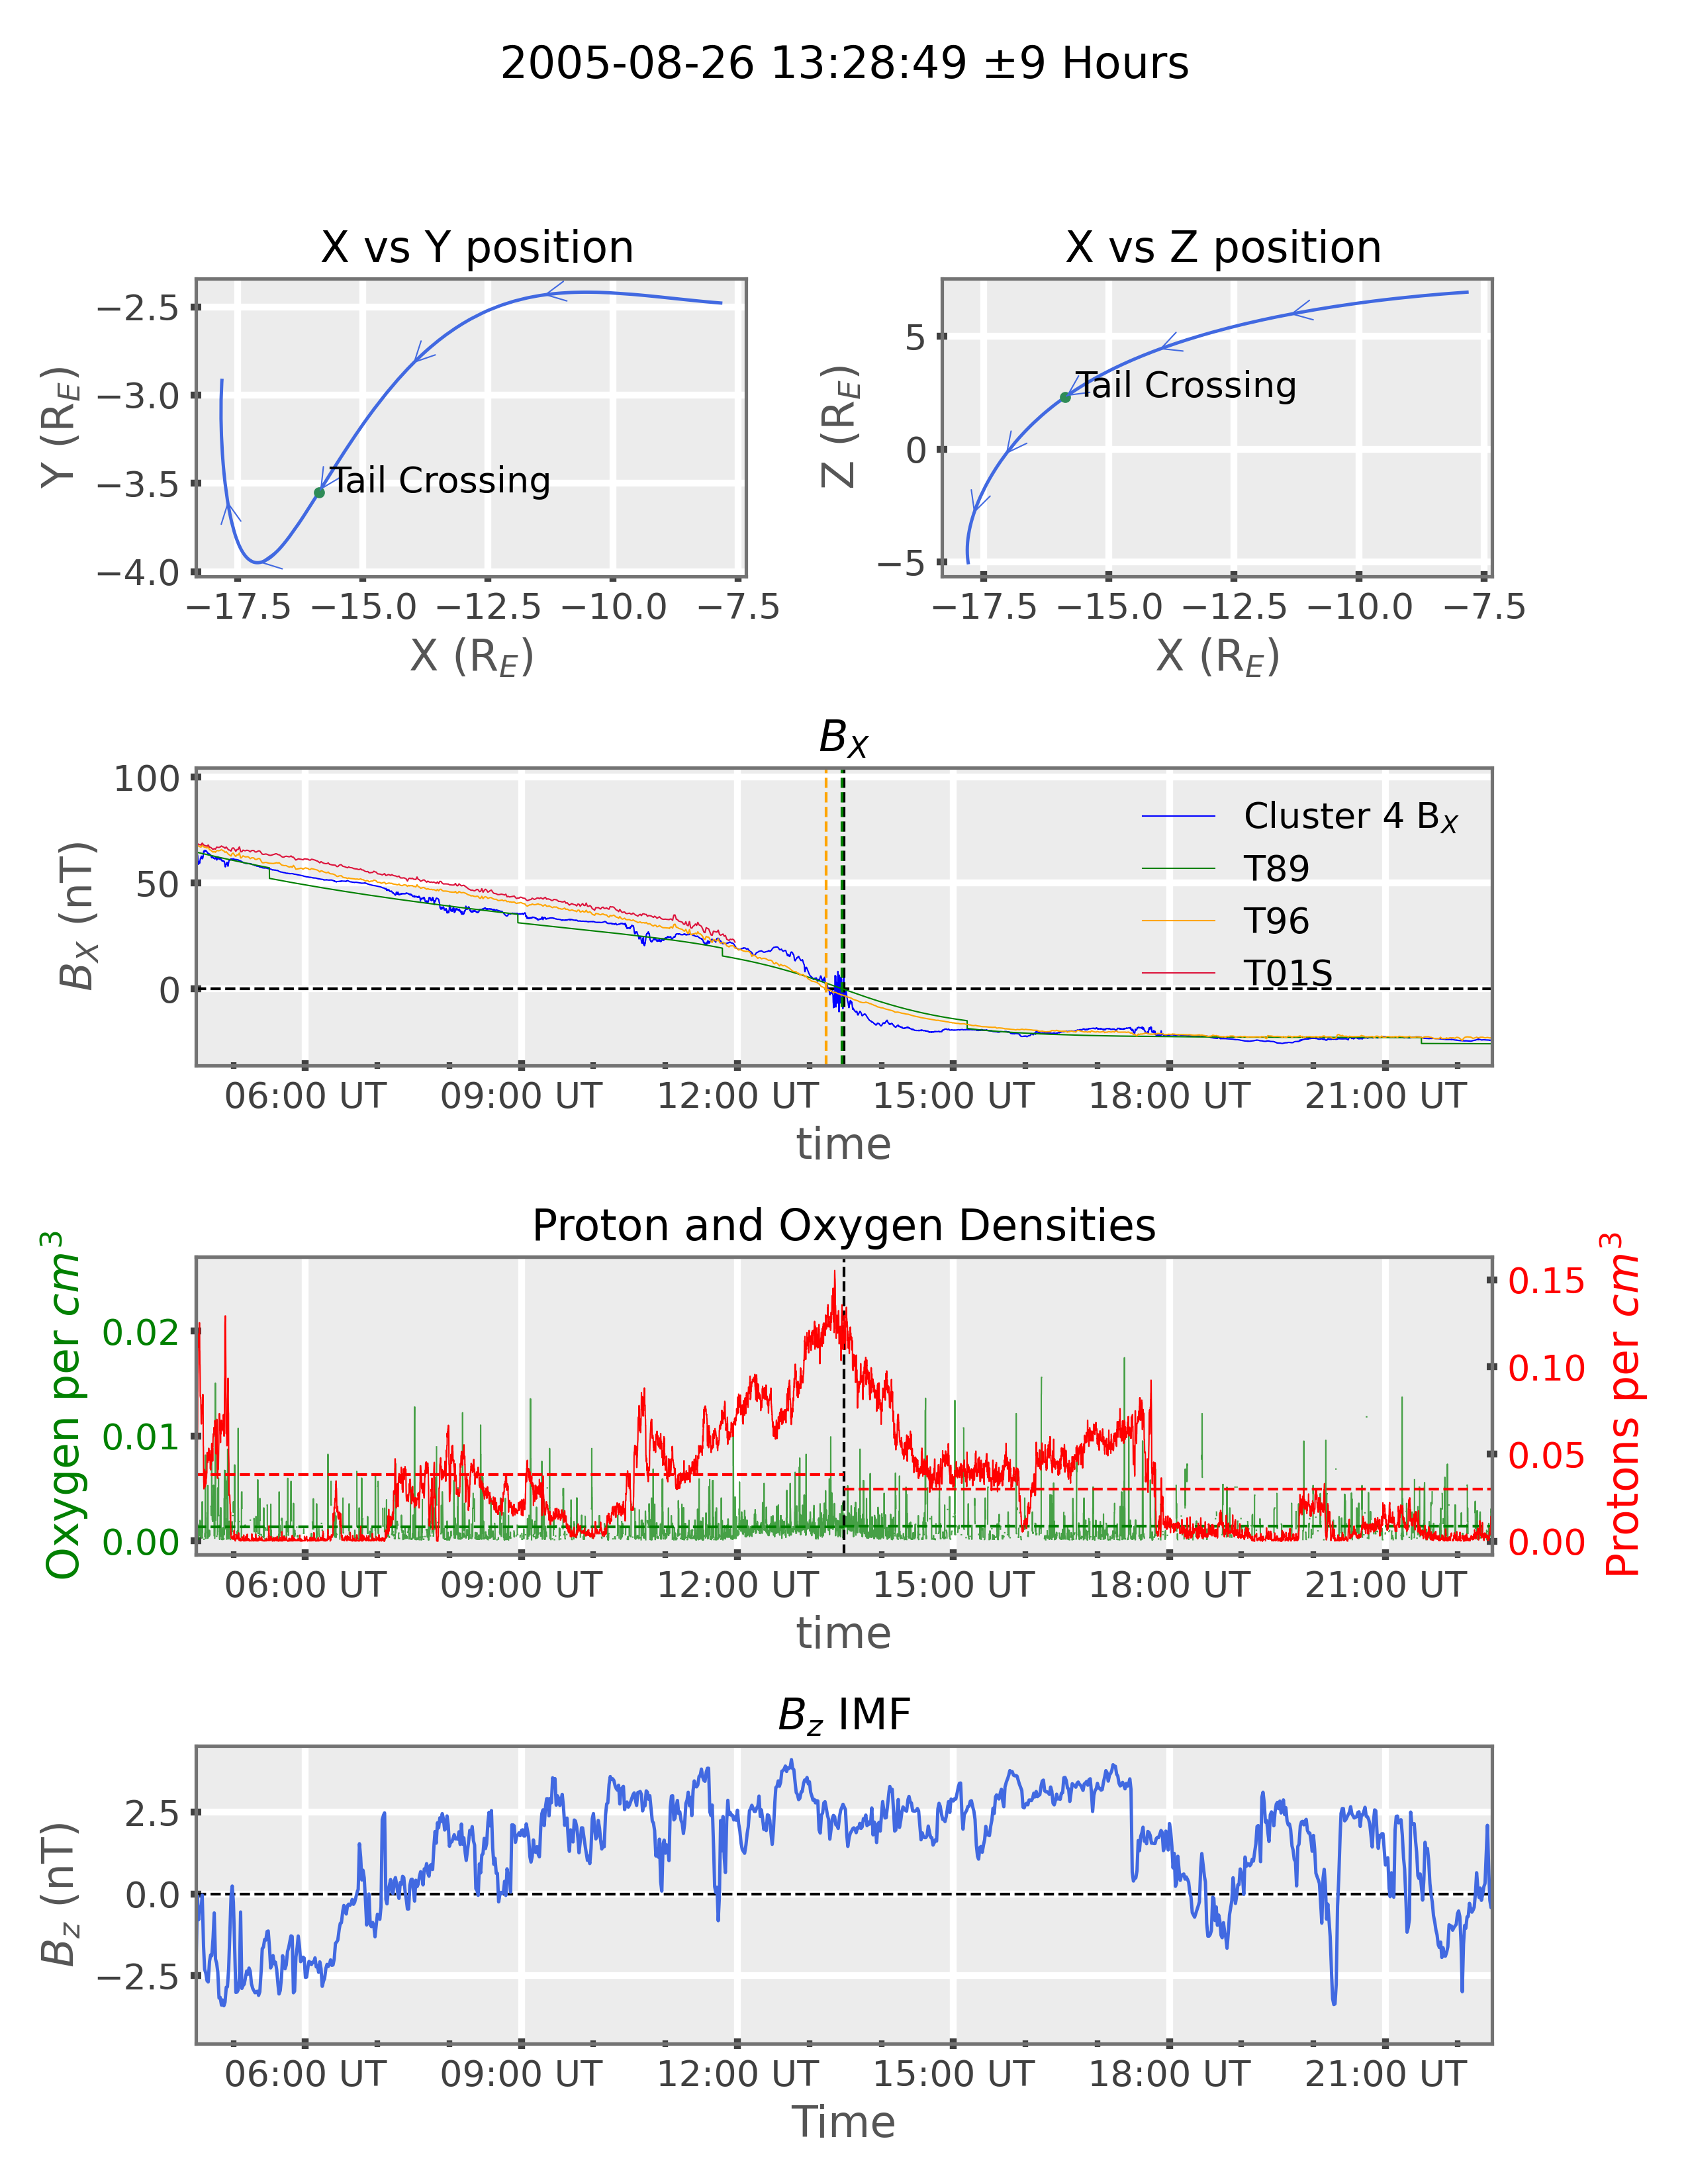 2005-08-26 13:28:49 ±9 Hours
X vs Y position
−2.5
−3.0
−3.5
−4.0
Y (R_E)
Tail Crossing
−17.5 −15.0 −12.5 −10.0 −7.5
X (R_E)
X vs Z position
5
0
−5
Z (R_E)
Tail Crossing
−17.5 −15.0 −12.5 −10.0 −7.5
X (R_E)
B_X
100
50
0
B_X (nT)
Cluster 4 B_X
T89
T96
T01S
06:00 UT 09:00 UT 12:00 UT 15:00 UT 18:00 UT 21:00 UT
time
Proton and Oxygen Densities
Oxygen per cm^3
0.02
0.01
0.00
0.15
0.10
0.05
0.00
Protons per cm^3
06:00 UT 09:00 UT 12:00 UT 15:00 UT 18:00 UT 21:00 UT
time
B_z IMF
2.5
0.0
−2.5
B_z (nT)
06:00 UT 09:00 UT 12:00 UT 15:00 UT 18:00 UT 21:00 UT
Time